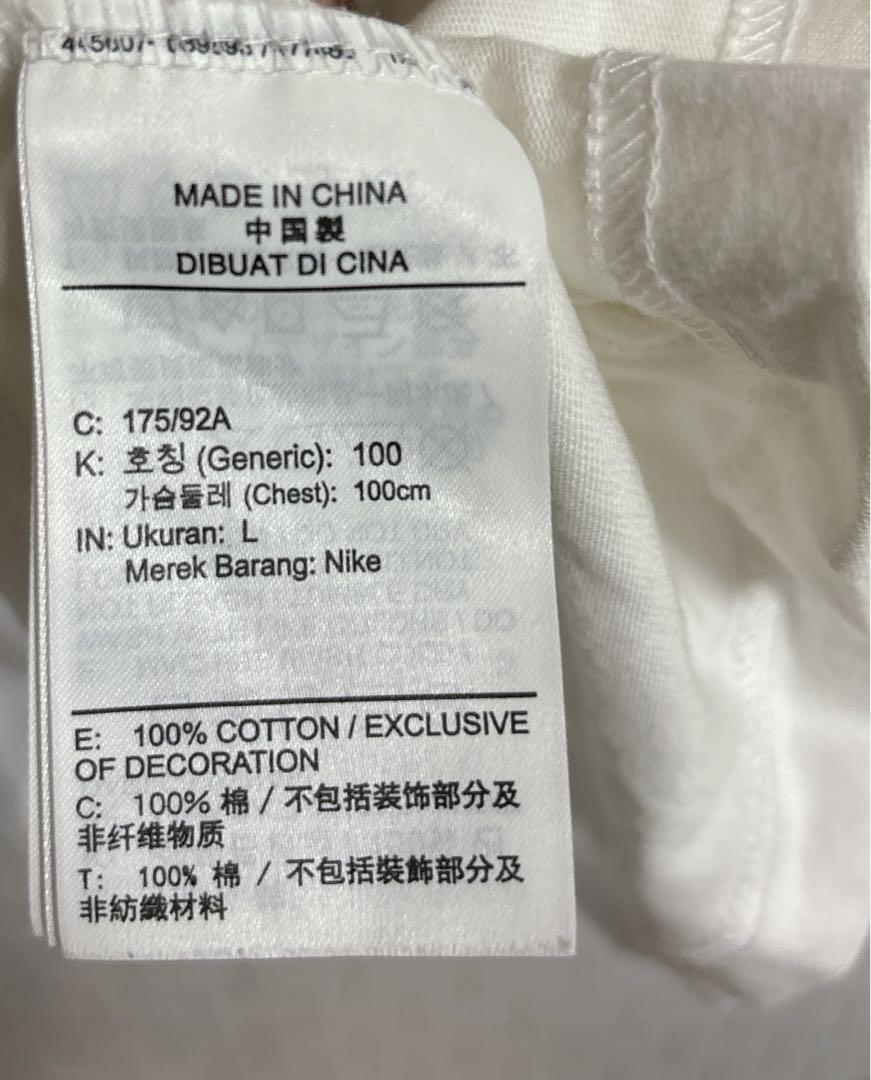 MADE IN CHINA
中国製
DIBUAT DI CINA
C: 175/92A
K: 호칭 (Generic): 100
가슴둘레 (Chest): 100cm
IN: Ukuran: L
Merek Barang: Nike
E: 100% COTTON / EXCLUSIVE
OF DECORATION
C: 100% 棉 / 不包括装饰部分及
非纤维物质
T: 100% 棉 / 不包括裝飾部分及
非紡織材料